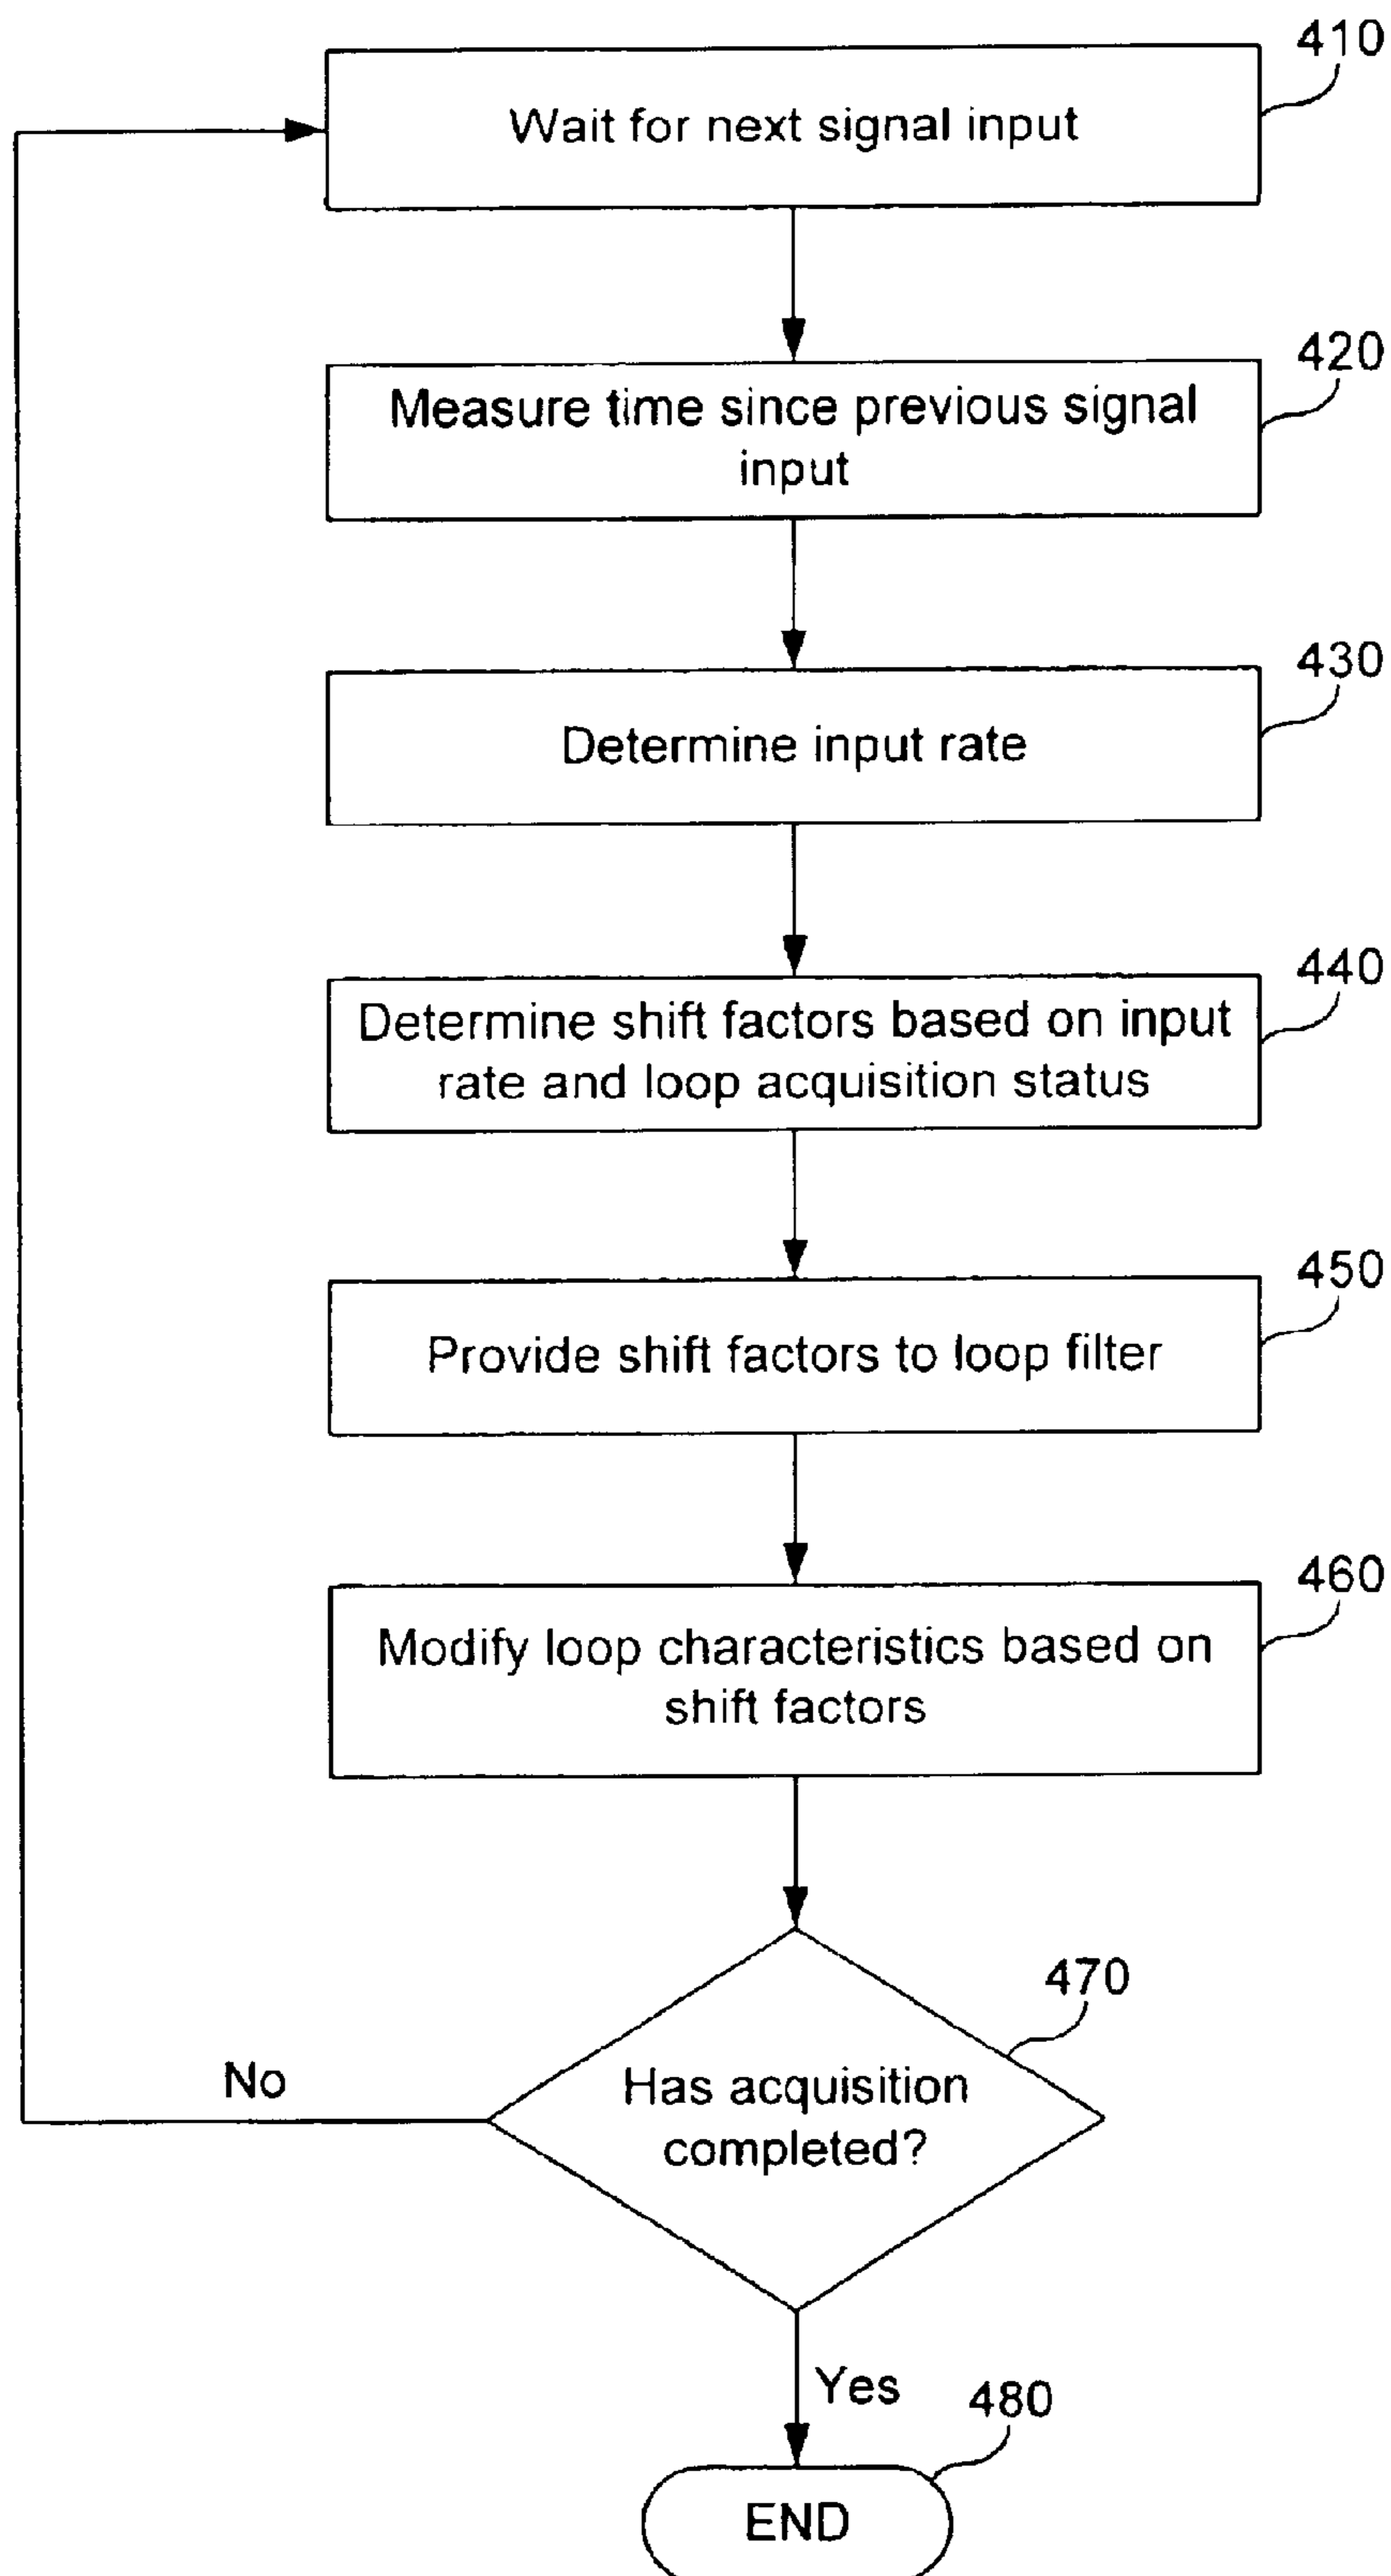 410
Wait for next signal input
420
Measure time since previous signal
input
430
Determine input rate
440
Determine shift factors based on input
rate and loop acquisition status
450
Provide shift factors to loop filter
460
Modify loop characteristics based on
shift factors
470
Has acquisition
completed?
No
Yes
480
END